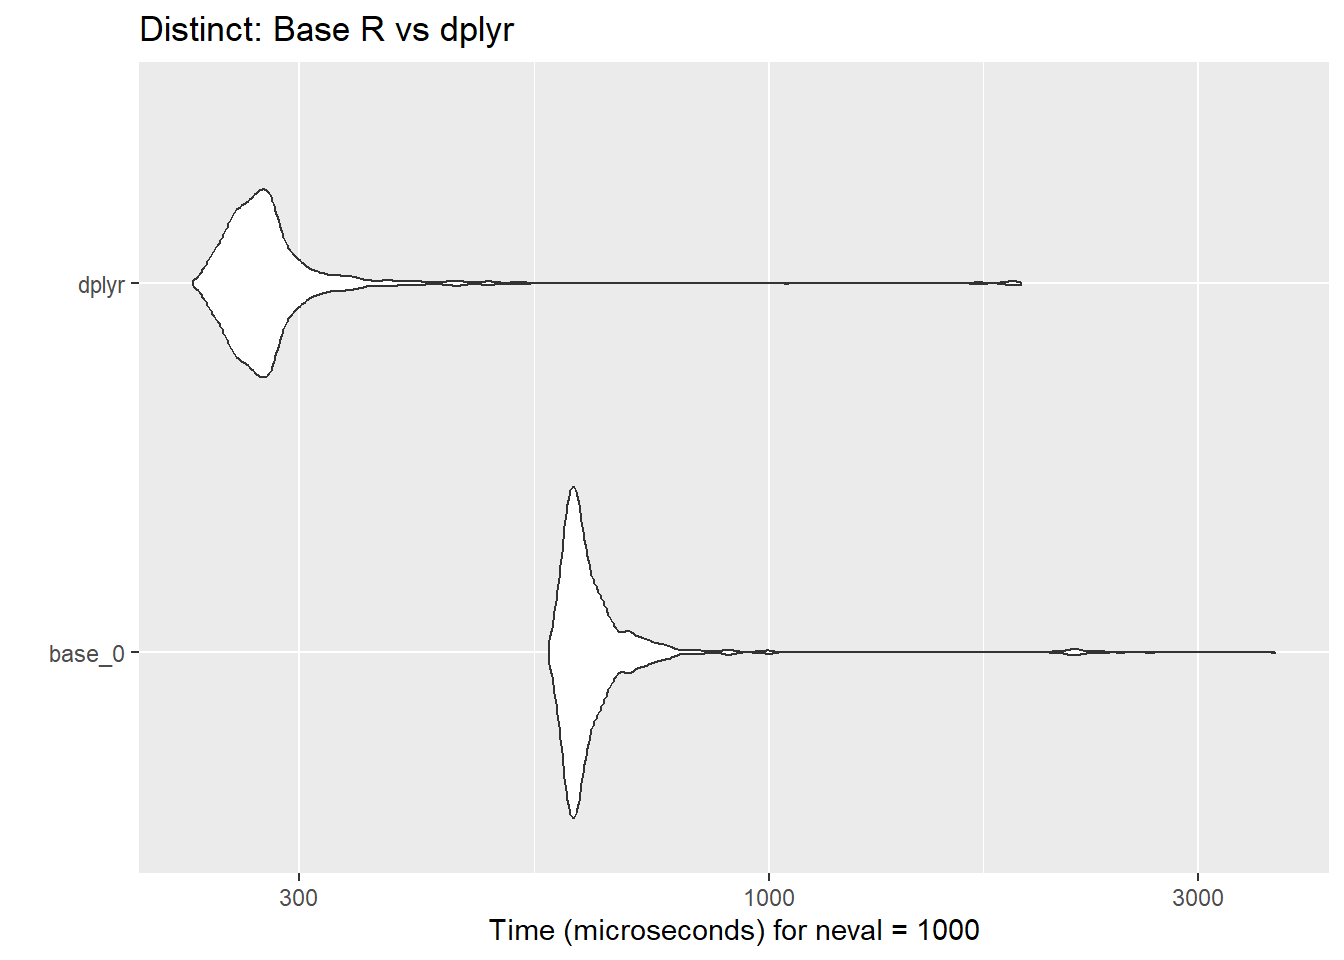 Distinct: Base R vs dplyr
dplyr
base_0
300 1000 3000
Time (microseconds) for neval = 1000